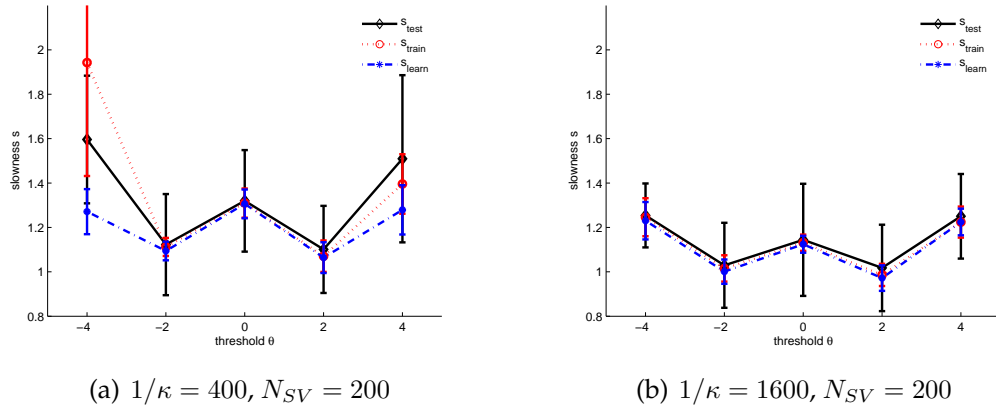 2
1.8
1.6
1.4
1.2
1
0.8
slowness s
−4 −2 0 2 4
threshold θ
s_test
s_train
s_learn
(a) 1/κ = 400, N_SV = 200
2
1.8
1.6
1.4
1.2
1
0.8
slowness s
−4 −2 0 2 4
threshold θ
s_test
s_train
s_learn
(b) 1/κ = 1600, N_SV = 200